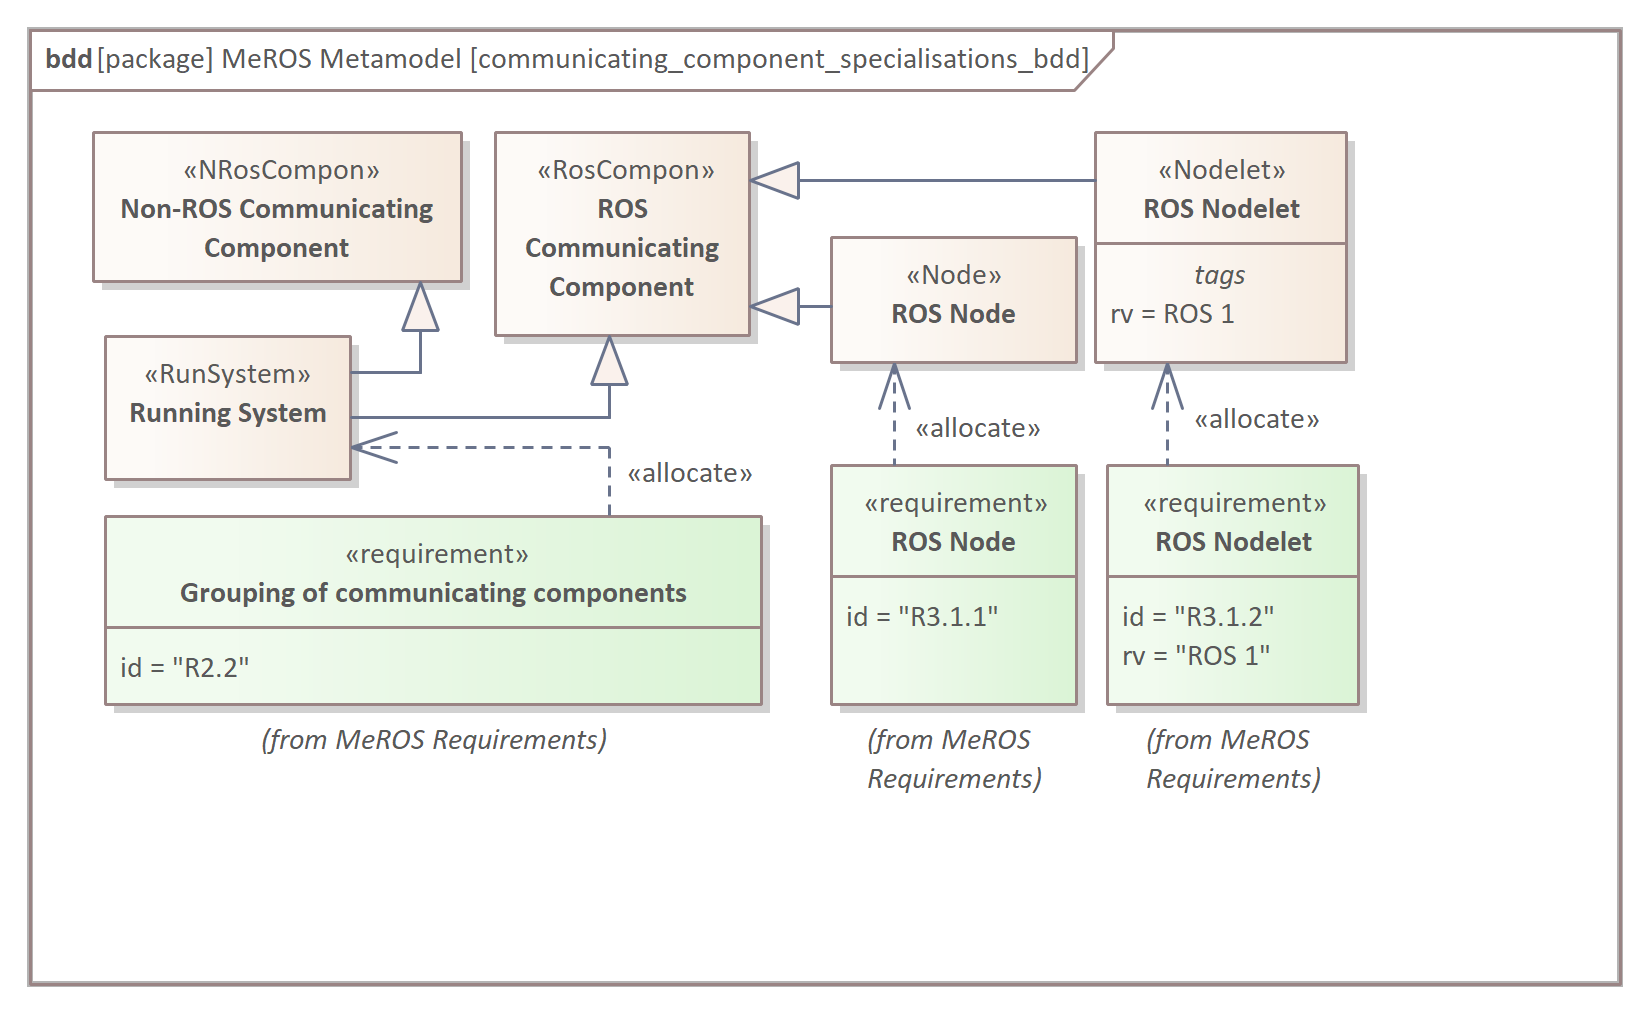 bdd [package] MeROS Metamodel [communicating_component_specialisations_bdd]
«NRosCompon»
Non-ROS Communicating
Component
«RosCompon»
ROS
Communicating
Component
«Nodelet»
ROS Nodelet
tags
rv = ROS 1
«Node»
ROS Node
«RunSystem»
Running System
«allocate»
«allocate»
«allocate»
«requirement»
Grouping of communicating components
id = "R2.2"
(from MeROS Requirements)
«requirement»
ROS Node
id = "R3.1.1"
(from MeROS
Requirements)
«requirement»
ROS Nodelet
id = "R3.1.2"
rv = "ROS 1"
(from MeROS
Requirements)